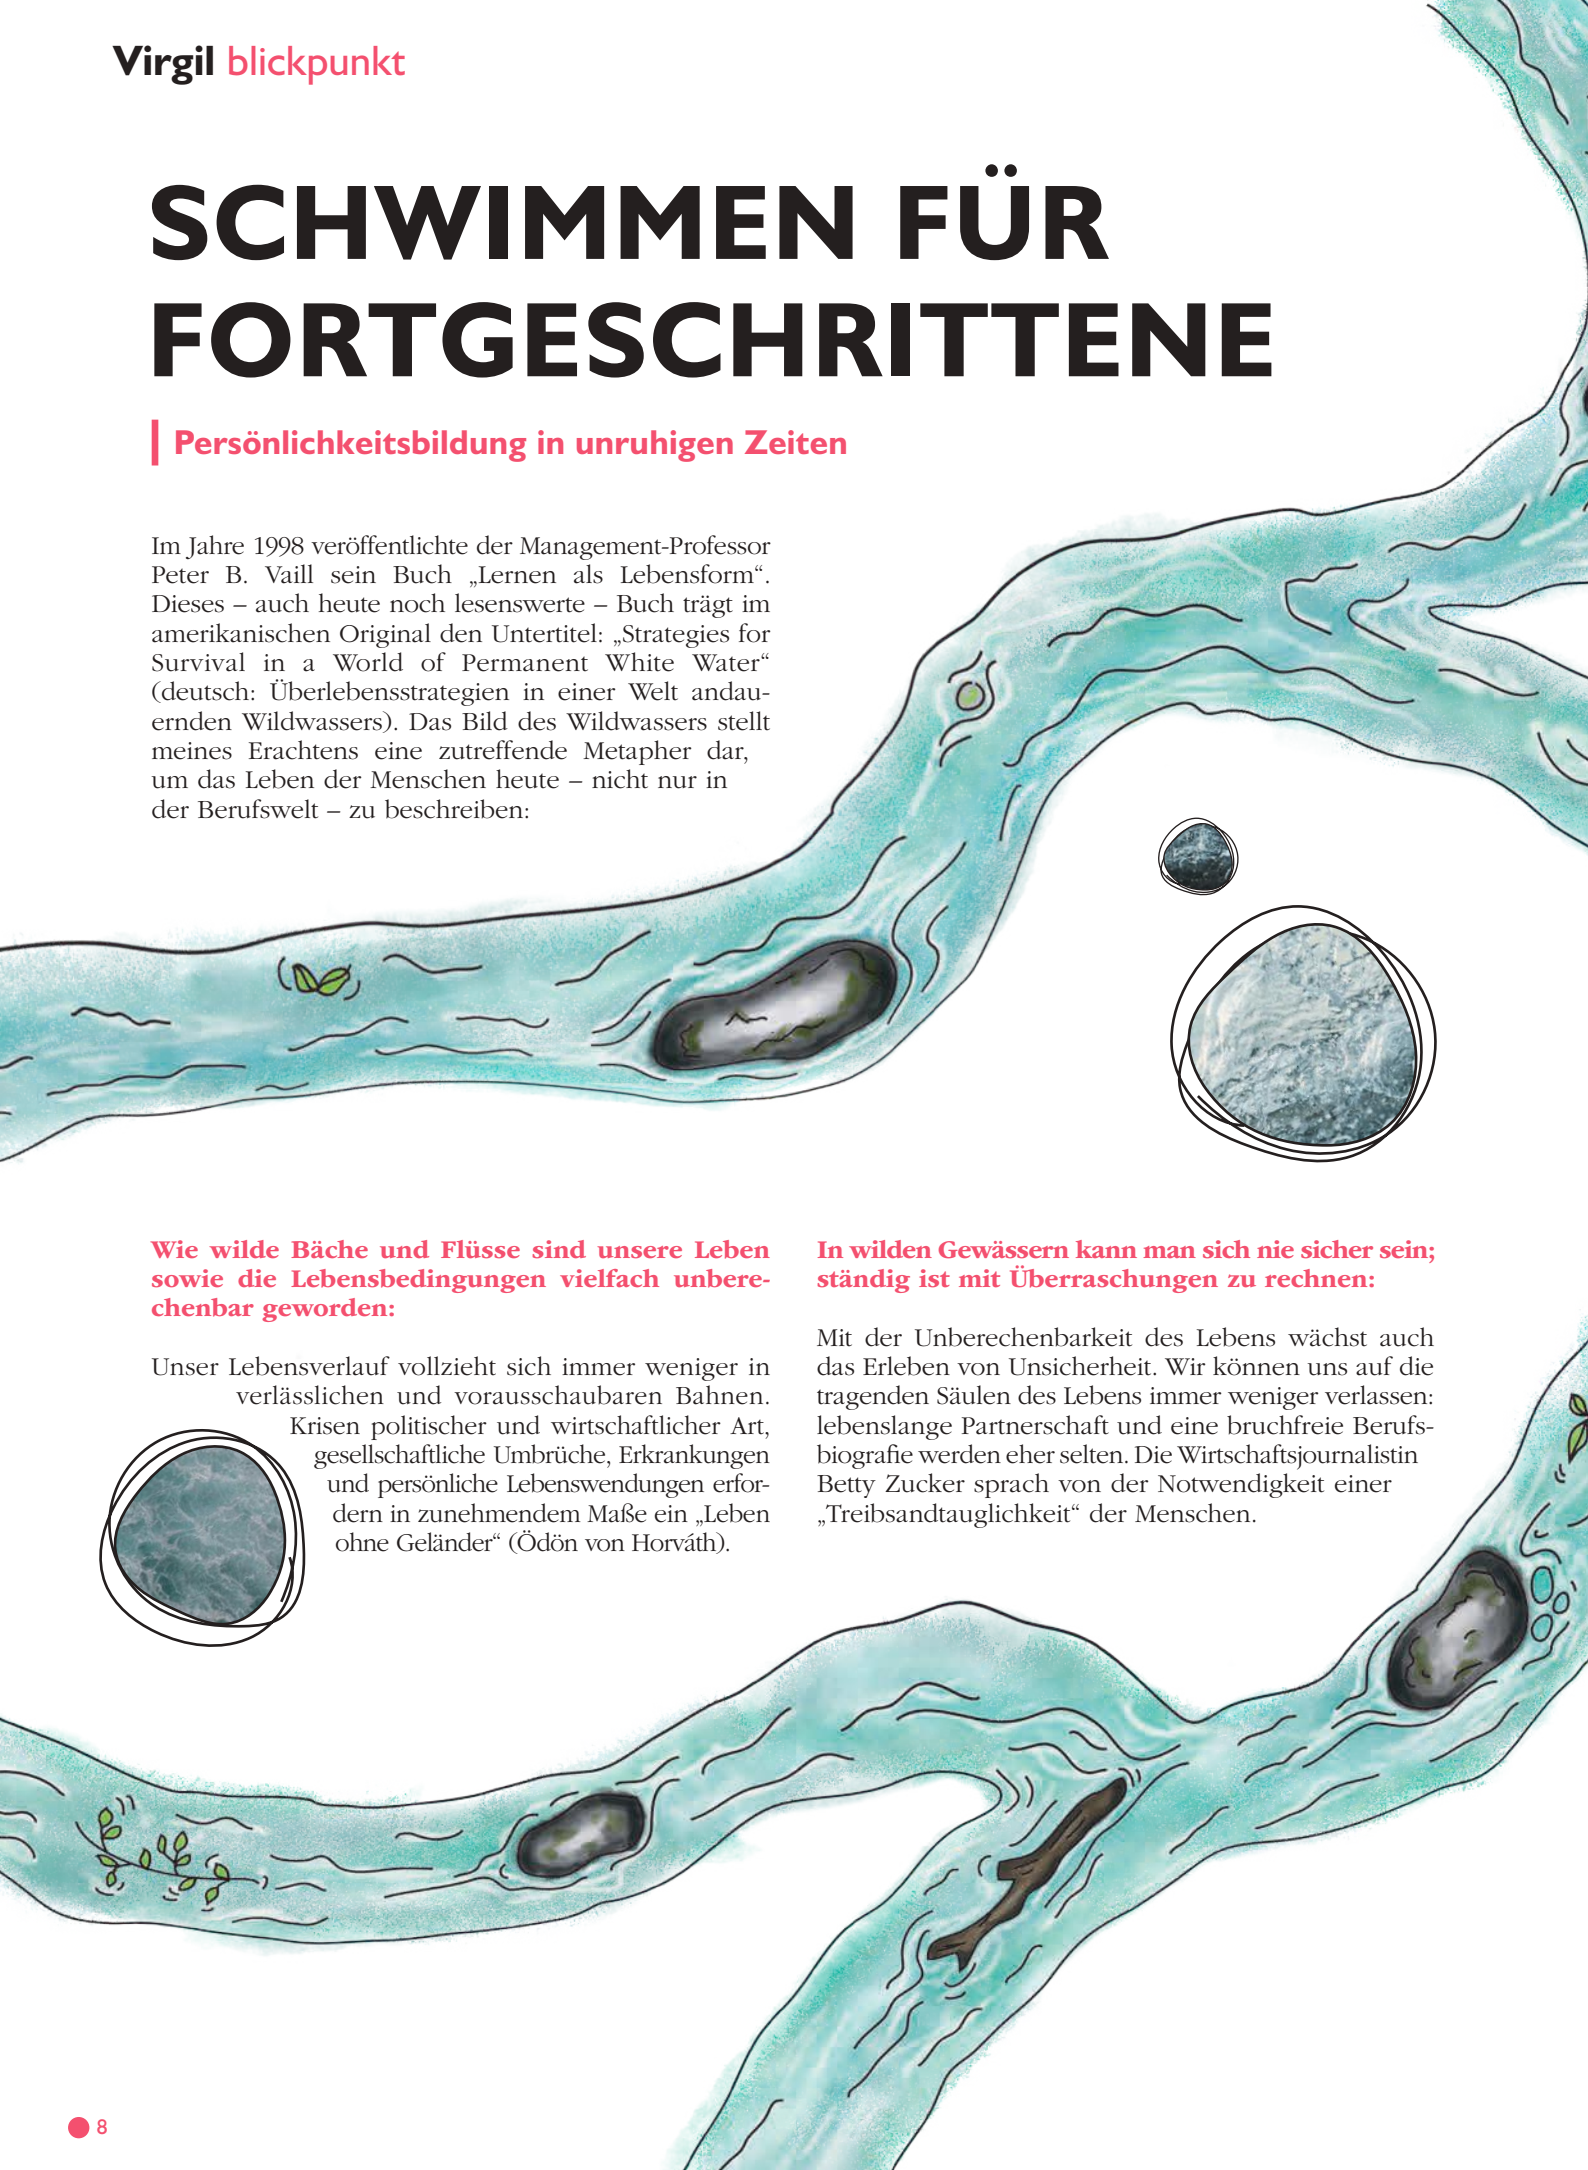 Virgil blickpunkt
SCHWIMMEN FÜR
FORTGESCHRITTENE
Persönlichkeitsbildung in unruhigen Zeiten
Im Jahre 1998 veröffentlichte der Management-Professor
Peter B. Vaill sein Buch „Lernen als Lebensform“.
Dieses – auch heute noch lesenswerte – Buch trägt im
amerikanischen Original den Untertitel: „Strategies for
Survival in a World of Permanent White Water“
(deutsch: Überlebensstrategien in einer Welt andau-
ernden Wildwassers). Das Bild des Wildwassers stellt
meines Erachtens eine zutreffende Metapher dar,
um das Leben der Menschen heute – nicht nur in
der Berufswelt – zu beschreiben:
Wie wilde Bäche und Flüsse sind unsere Leben
sowie die Lebensbedingungen vielfach unbere-
chenbar geworden:
Unser Lebensverlauf vollzieht sich immer weniger in
verlässlichen und vorausschaubaren Bahnen.
Krisen politischer und wirtschaftlicher Art,
gesellschaftliche Umbrüche, Erkrankungen
und persönliche Lebenswendungen erfor-
dern in zunehmendem Maße ein „Leben
ohne Geländer“ (Ödön von Horváth).
In wilden Gewässern kann man sich nie sicher sein;
ständig ist mit Überraschungen zu rechnen:
Mit der Unberechenbarkeit des Lebens wächst auch
das Erleben von Unsicherheit. Wir können uns auf die
tragenden Säulen des Lebens immer weniger verlassen:
lebenslange Partnerschaft und eine bruchfreie Berufs-
biografie werden eher selten. Die Wirtschaftsjournalistin
Betty Zucker sprach von der Notwendigkeit einer
„Treibsandtauglichkeit“ der Menschen.
8